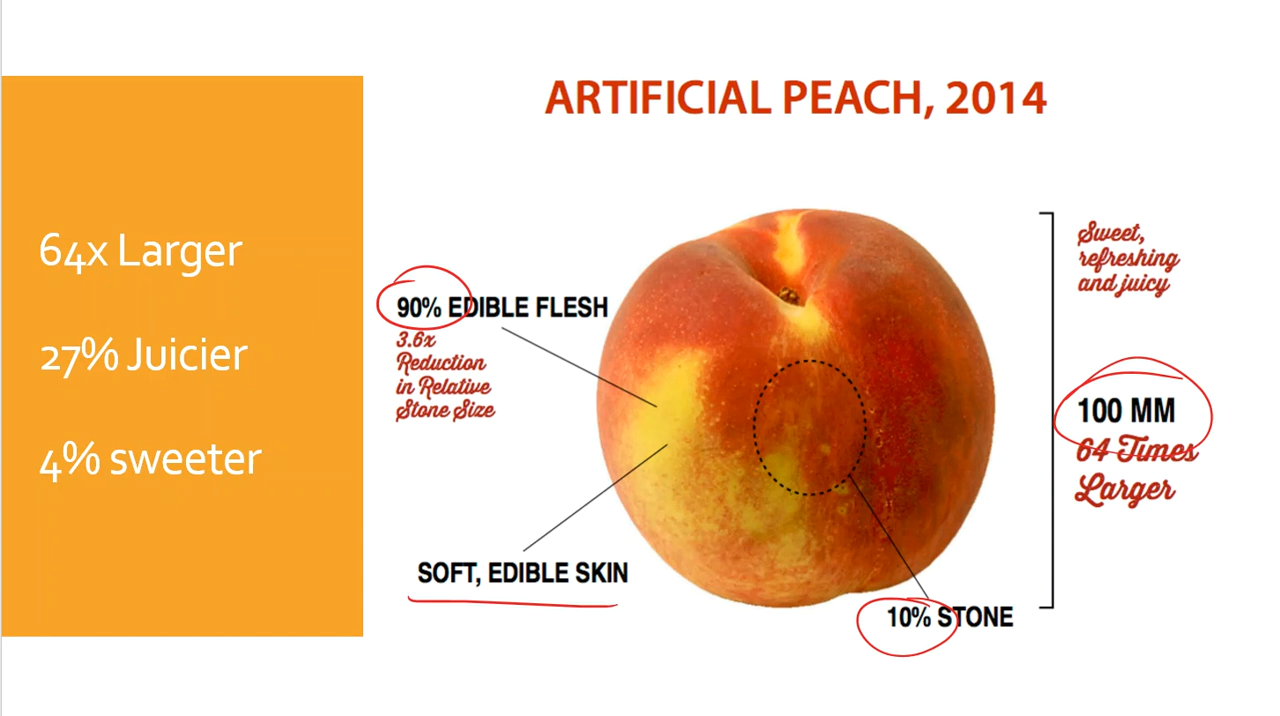 ARTIFICIAL PEACH, 2014
64x Larger
27% Juicier
4% sweeter
90% EDIBLE FLESH
3.6x
Reduction
in Relative
Stone Size
SOFT, EDIBLE SKIN
10% STONE
Sweet,
refreshing
and juicy
100 MM
64 Times
Larger